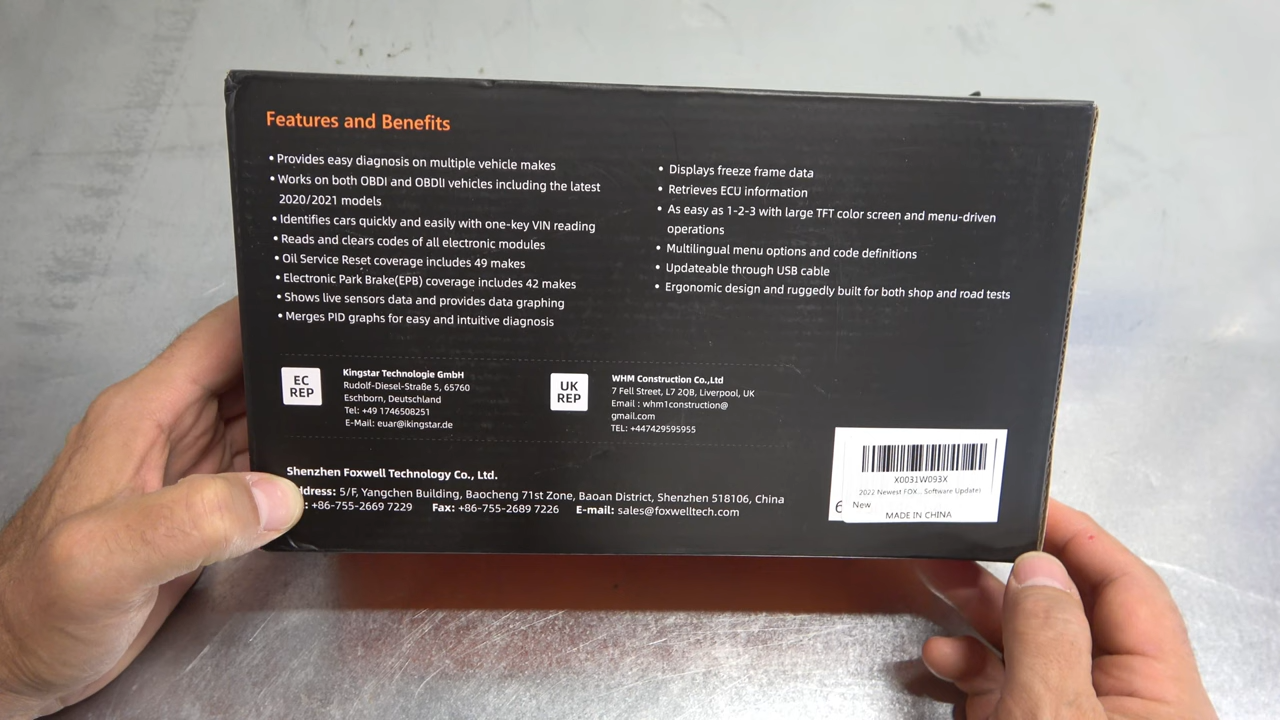 Features and Benefits
• Provides easy diagnosis on multiple vehicle makes
• Works on both OBDI and OBDII vehicles including the latest
2020/2021 models
• Identifies cars quickly and easily with one-key VIN reading
• Reads and clears codes of all electronic modules
• Oil Service Reset coverage includes 49 makes
• Electronic Park Brake(EPB) coverage includes 42 makes
• Shows live sensors data and provides data graphing
• Merges PID graphs for easy and intuitive diagnosis
• Displays freeze frame data
• Retrieves ECU information
• As easy as 1-2-3 with large TFT color screen and menu-driven
operations
• Multilingual menu options and code definitions
• Updateable through USB cable
• Ergonomic design and ruggedly built for both shop and road tests
EC
REP
Kingstar Technologie GmbH
Rudolf-Diesel-Straße 5, 65760
Eschborn, Deutschland
Tel: +49 1746508251
E-Mail: euar@ikingstar.de
UK
REP
WHM Construction Co.,Ltd
7 Fell Street, L7 2QB, Liverpool, UK
Email : whm1construction@
gmail.com
TEL: +447429595955
Shenzhen Foxwell Technology Co., Ltd.
dress: 5/F, Yangchen Building, Baocheng 71st Zone, Baoan District, Shenzhen 518106, China
: +86-755-2669 7229 Fax: +86-755-2689 7226 E-mail: sales@foxwelltech.com
X0031W093X
2022 Newest FOX... Software Update)
New
6
MADE IN CHINA